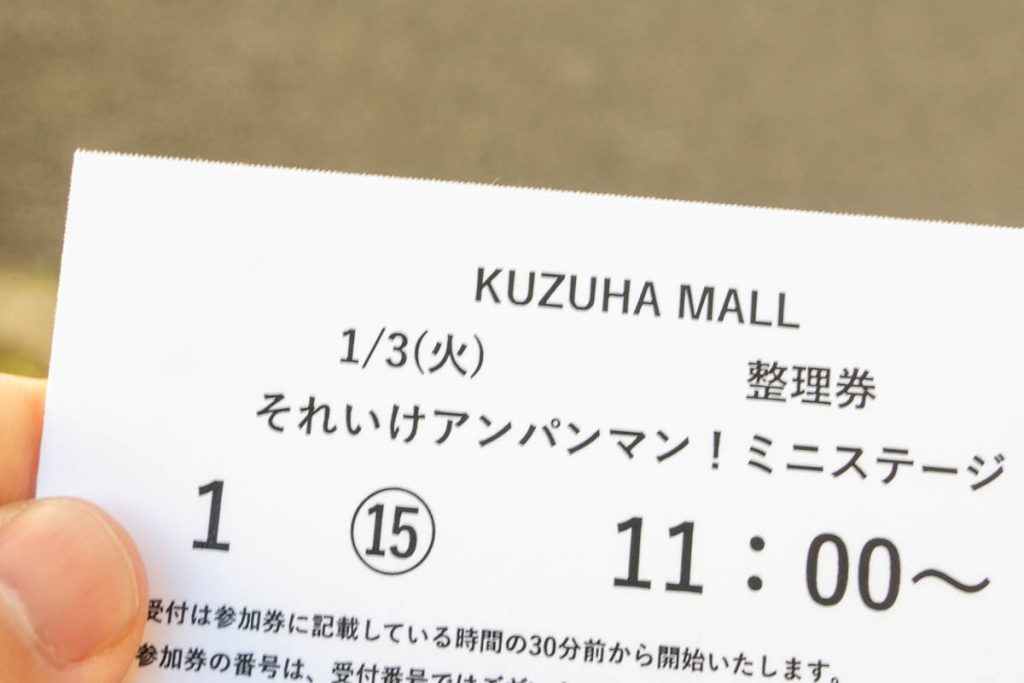 KUZUHA MALL
1/3(火) 整理券
それいけアンパンマン！ミニステージ
1 ⑮ 11：00～
受付は参加券に記載している時間の30分前から開始いたします。
参加券の番号は、受付番号では